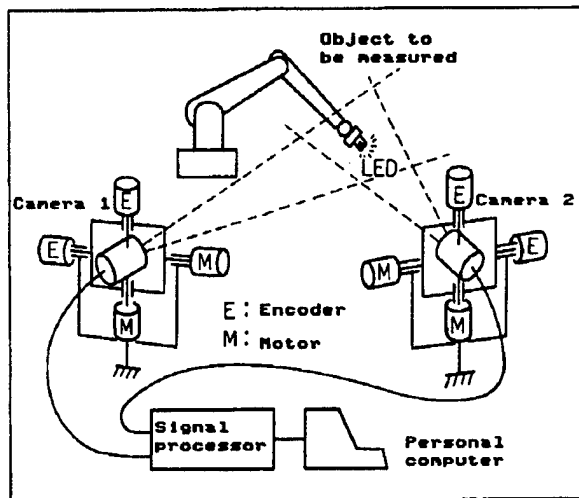 Object to
be measured
LED
Camera 1
E
E
M
M
E
Camera 2
E
M
M
E: Encoder
M: Motor
Signal
processor
Personal
computer